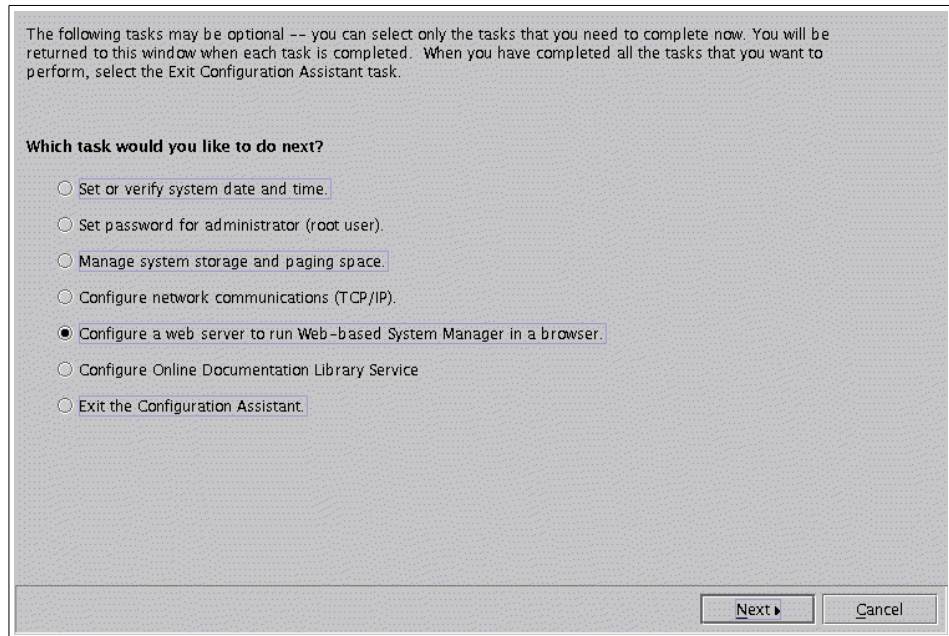 The following tasks may be optional -- you can select only the tasks that you need to complete now. You will be
returned to this window when each task is completed. When you have completed all the tasks that you want to
perform, select the Exit Configuration Assistant task.
Which task would you like to do next?
Set or verify system date and time.
Set password for administrator (root user).
Manage system storage and paging space.
Configure network communications (TCP/IP).
Configure a web server to run Web-based System Manager in a browser.
Configure Online Documentation Library Service
Exit the Configuration Assistant.
Next
Cancel